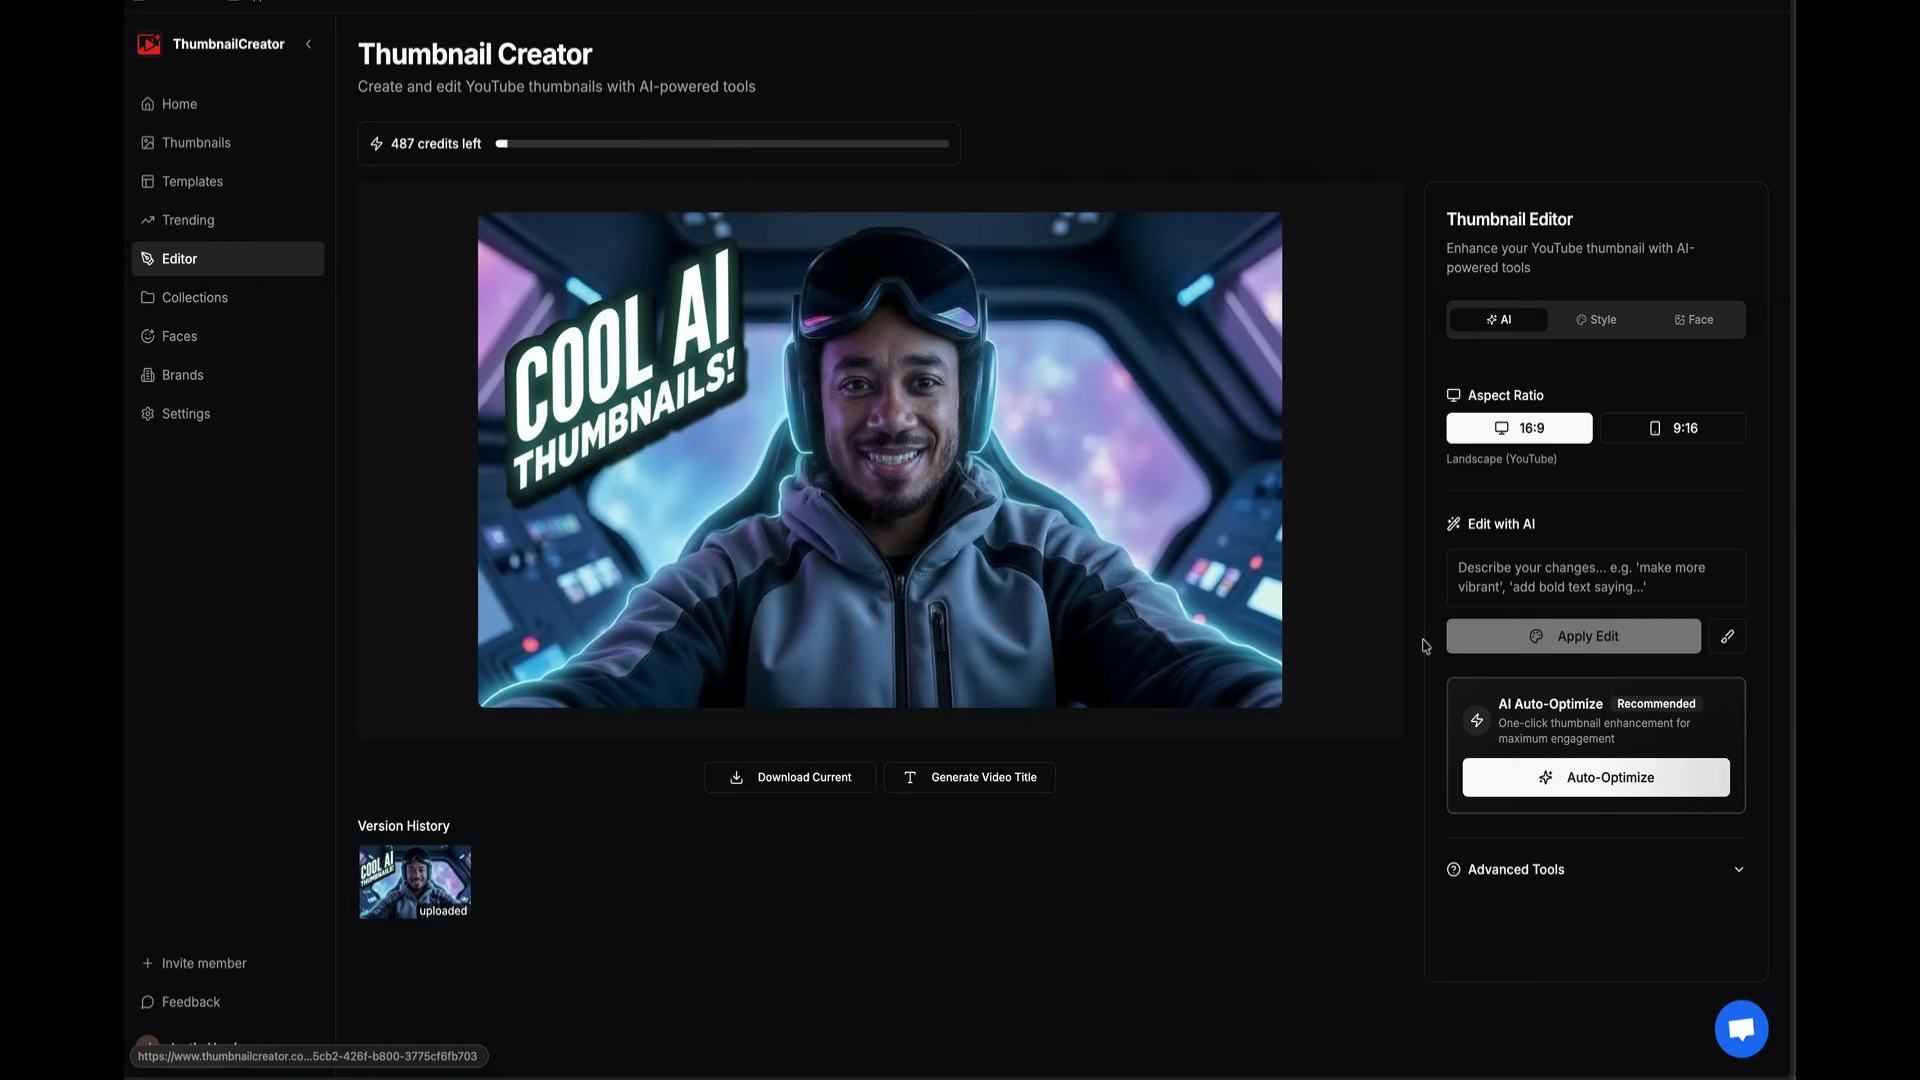 ThumbnailCreator
Home
Thumbnails
Templates
Trending
Editor
Collections
Faces
Brands
Settings
Invite member
Feedback
https://www.thumbnailcreator.co...5cb2-426f-b800-3775cf6fb703
Thumbnail Creator
Create and edit YouTube thumbnails with AI-powered tools
487 credits left
COOL AI
THUMBNAILS!
Download Current
Generate Video Title
Version History
COOL AI
THUMBNAILS!
uploaded
Thumbnail Editor
Enhance your YouTube thumbnail with AI-
powered tools
AI
Style
Face
Aspect Ratio
16:9
9:16
Landscape (YouTube)
Edit with AI
Describe your changes... e.g. 'make more
vibrant', 'add bold text saying...'
Apply Edit
AI Auto-Optimize
Recommended
One-click thumbnail enhancement for
maximum engagement
Auto-Optimize
Advanced Tools